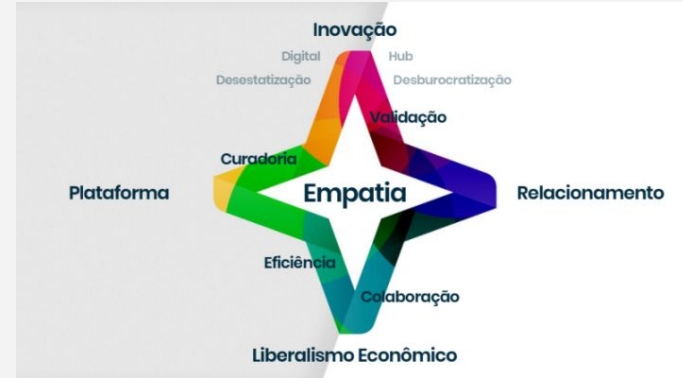 Inovação
Digital Hub
Desestatização Desburocratização
Validação
Curadoria
Plataforma Empatia Relacionamento
Eficiência
Colaboração
Liberalismo Econômico